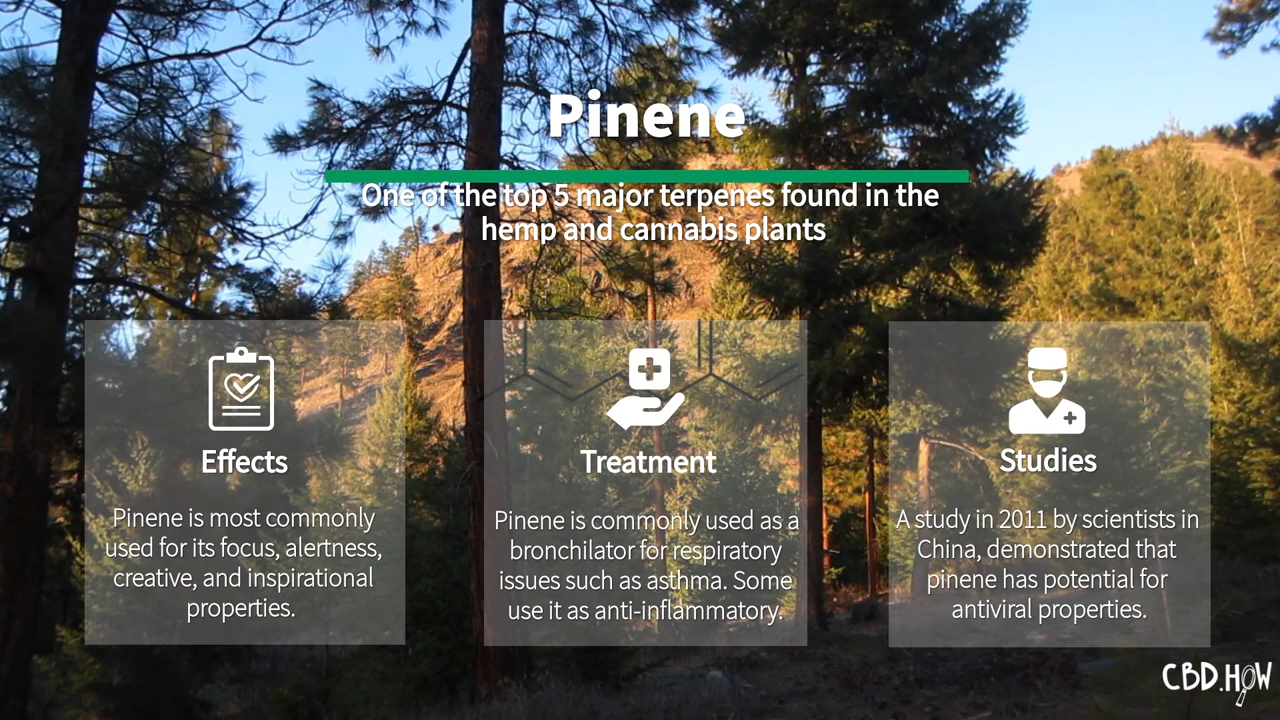 Pinene
One of the top 5 major terpenes found in the
hemp and cannabis plants
Effects
Pinene is most commonly
used for its focus, alertness,
creative, and inspirational
properties.
Treatment
Pinene is commonly used as a
bronchilator for respiratory
issues such as asthma. Some
use it as anti-inflammatory.
Studies
A study in 2011 by scientists in
China, demonstrated that
pinene has potential for
antiviral properties.
CBD.HOW